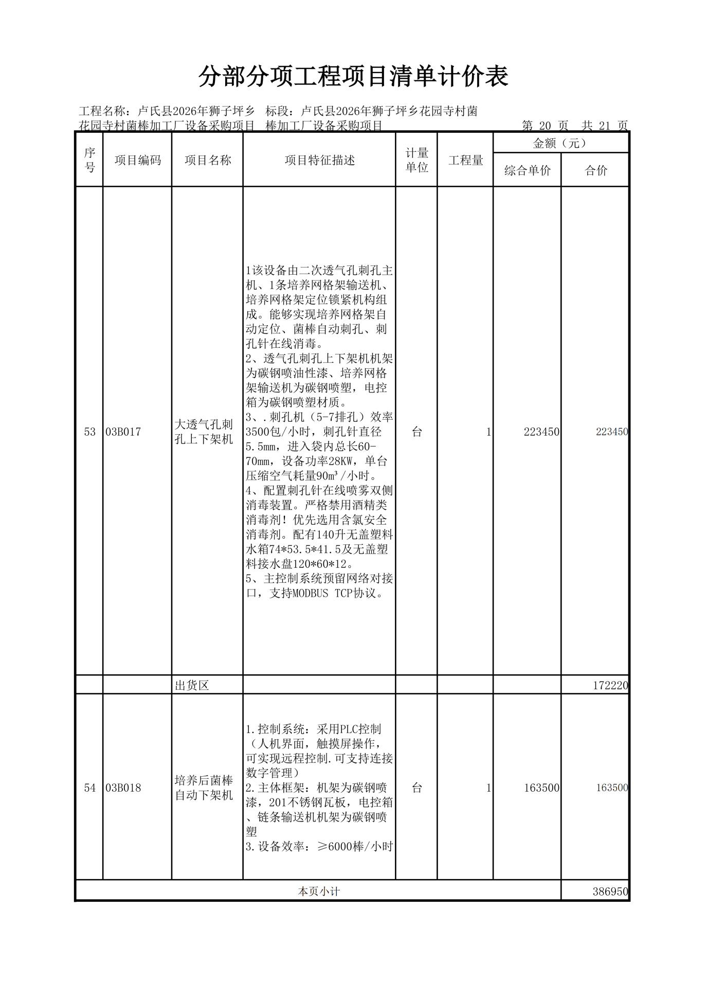 分部分项工程项目清单计价表
工程名称：卢氏县2026年狮子坪乡
花园寺村菌棒加工厂设备采购项目
标段：卢氏县2026年狮子坪乡花园寺村菌
棒加工厂设备采购项目
第 20 页 共 21 页
序
号
项目编码
项目名称
项目特征描述
计量
单位
工程量
金额（元）
综合单价
合价
53
03B017
大透气孔刺
孔上下架机
1该设备由二次透气孔刺孔主
机、1条培养网格架输送机、
培养网格架定位锁紧机构组
成。能够实现培养网格架自
动定位、菌棒自动刺孔、刺
孔针在线消毒。
2、透气孔刺孔上下架机机架
为碳钢喷油性漆、培养网格
架输送机为碳钢喷塑，电控
箱为碳钢喷塑材质。
3、.刺孔机（5-7排孔）效率
3500包/小时，刺孔针直径
5.5mm，进入袋内总长60-
70mm，设备功率28KW，单台
压缩空气耗量90m³/小时。
4、配置刺孔针在线喷雾双侧
消毒装置。严格禁用酒精类
消毒剂！优先选用含氯安全
消毒剂。配有140升无盖塑料
水箱74*53.5*41.5及无盖塑
料接水盘120*60*12。
5、主控制系统预留网络对接
口，支持MODBUS TCP协议。
台
1
223450
223450
出货区
172220
54
03B018
培养后菌棒
自动下架机
1.控制系统：采用PLC控制
（人机界面，触摸屏操作，
可实现远程控制.可支持连接
数字管理）
2.主体框架：机架为碳钢喷
漆，201不锈钢瓦板，电控箱
、链条输送机机架为碳钢喷
塑
3.设备效率：≥6000棒/小时
台
1
163500
163500
本页小计
386950